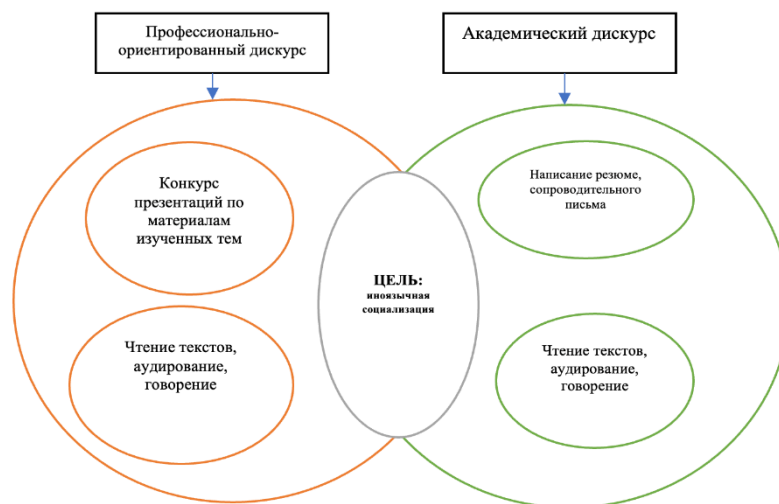 Профессионально-
ориентированный дискурс
Академический дискурс
Конкурс
презентаций по
материалам
изученных тем
Написание резюме,
сопроводительного
письма
ЦЕЛЬ:
иноязычная
социализация
Чтение текстов,
аудирование,
говорение
Чтение текстов,
аудирование,
говорение